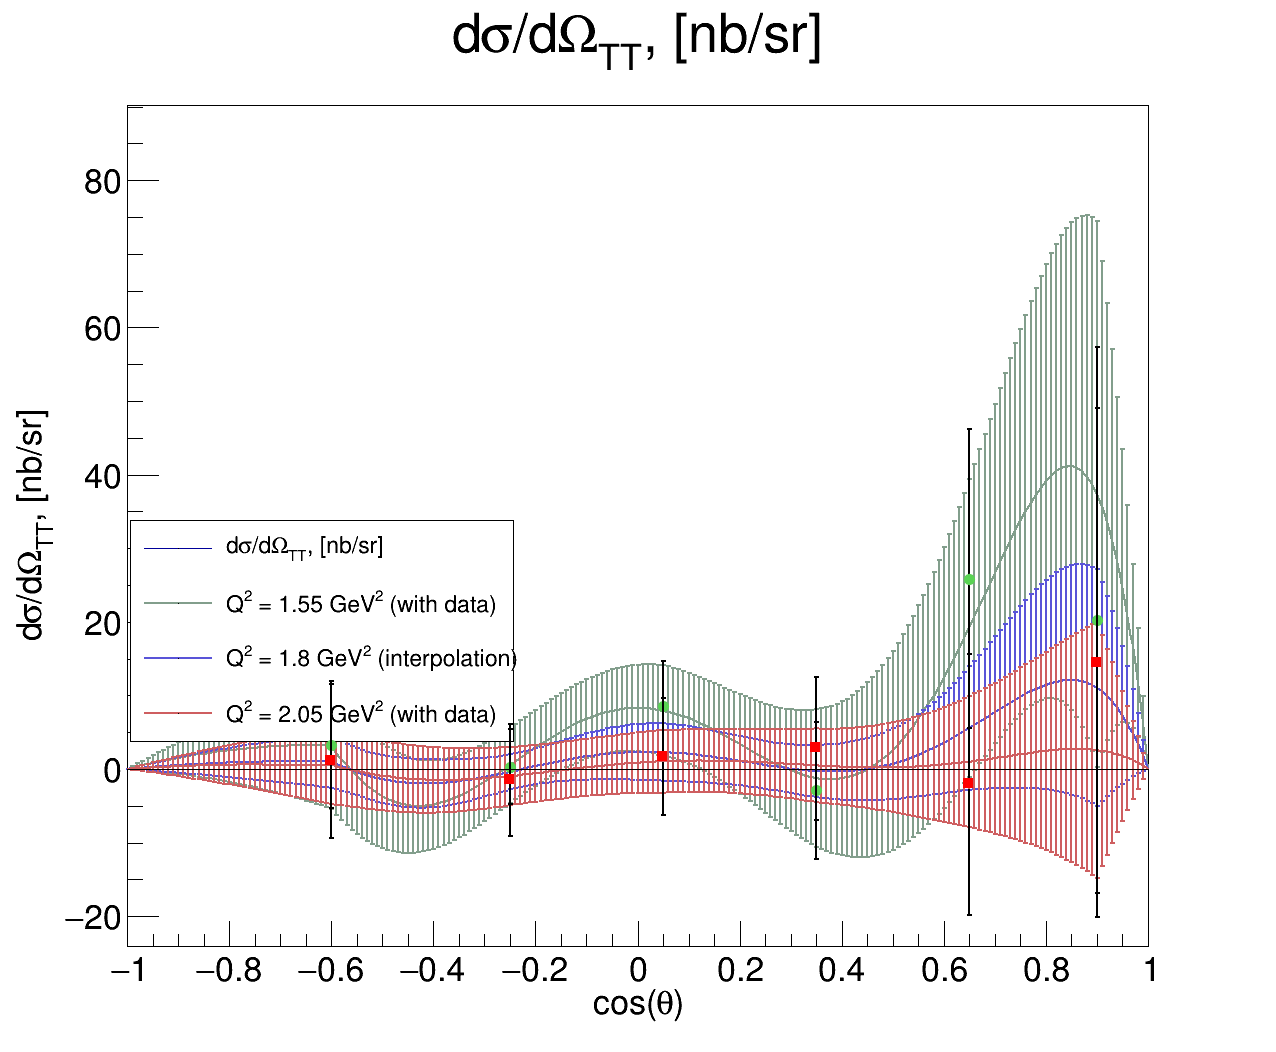 dσ/dΩTT, [nb/sr]
dσ/dΩTT, [nb/sr]
80
60
40
20
0
−20
dσ/dΩTT, [nb/sr]
Q2 = 1.55 GeV2 (with data)
Q2 = 1.8 GeV2 (interpolation)
Q2 = 2.05 GeV2 (with data)
−1 −0.8 −0.6 −0.4 −0.2 0 0.2 0.4 0.6 0.8 1
cos(θ)